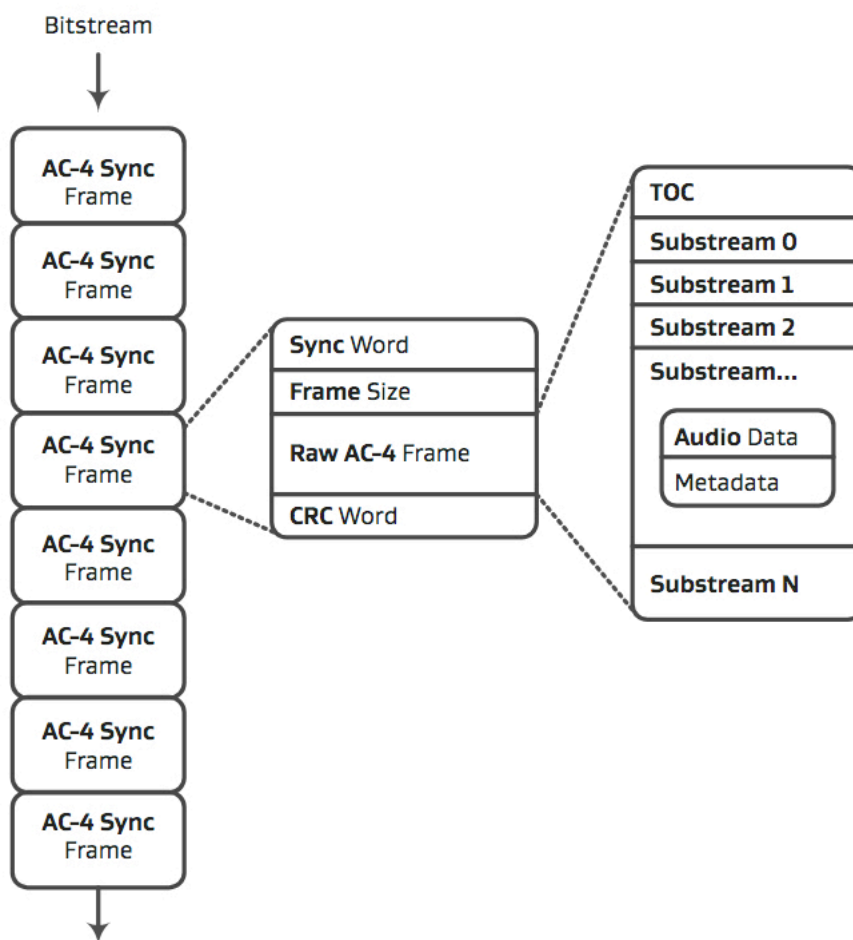 Bitstream
AC-4 Sync
Frame
AC-4 Sync
Frame
AC-4 Sync
Frame
AC-4 Sync
Frame
AC-4 Sync
Frame
AC-4 Sync
Frame
AC-4 Sync
Frame
AC-4 Sync
Frame
Sync Word
Frame Size
Raw AC-4 Frame
CRC Word
TOC
Substream 0
Substream 1
Substream 2
Substream...
Audio Data
Metadata
Substream N